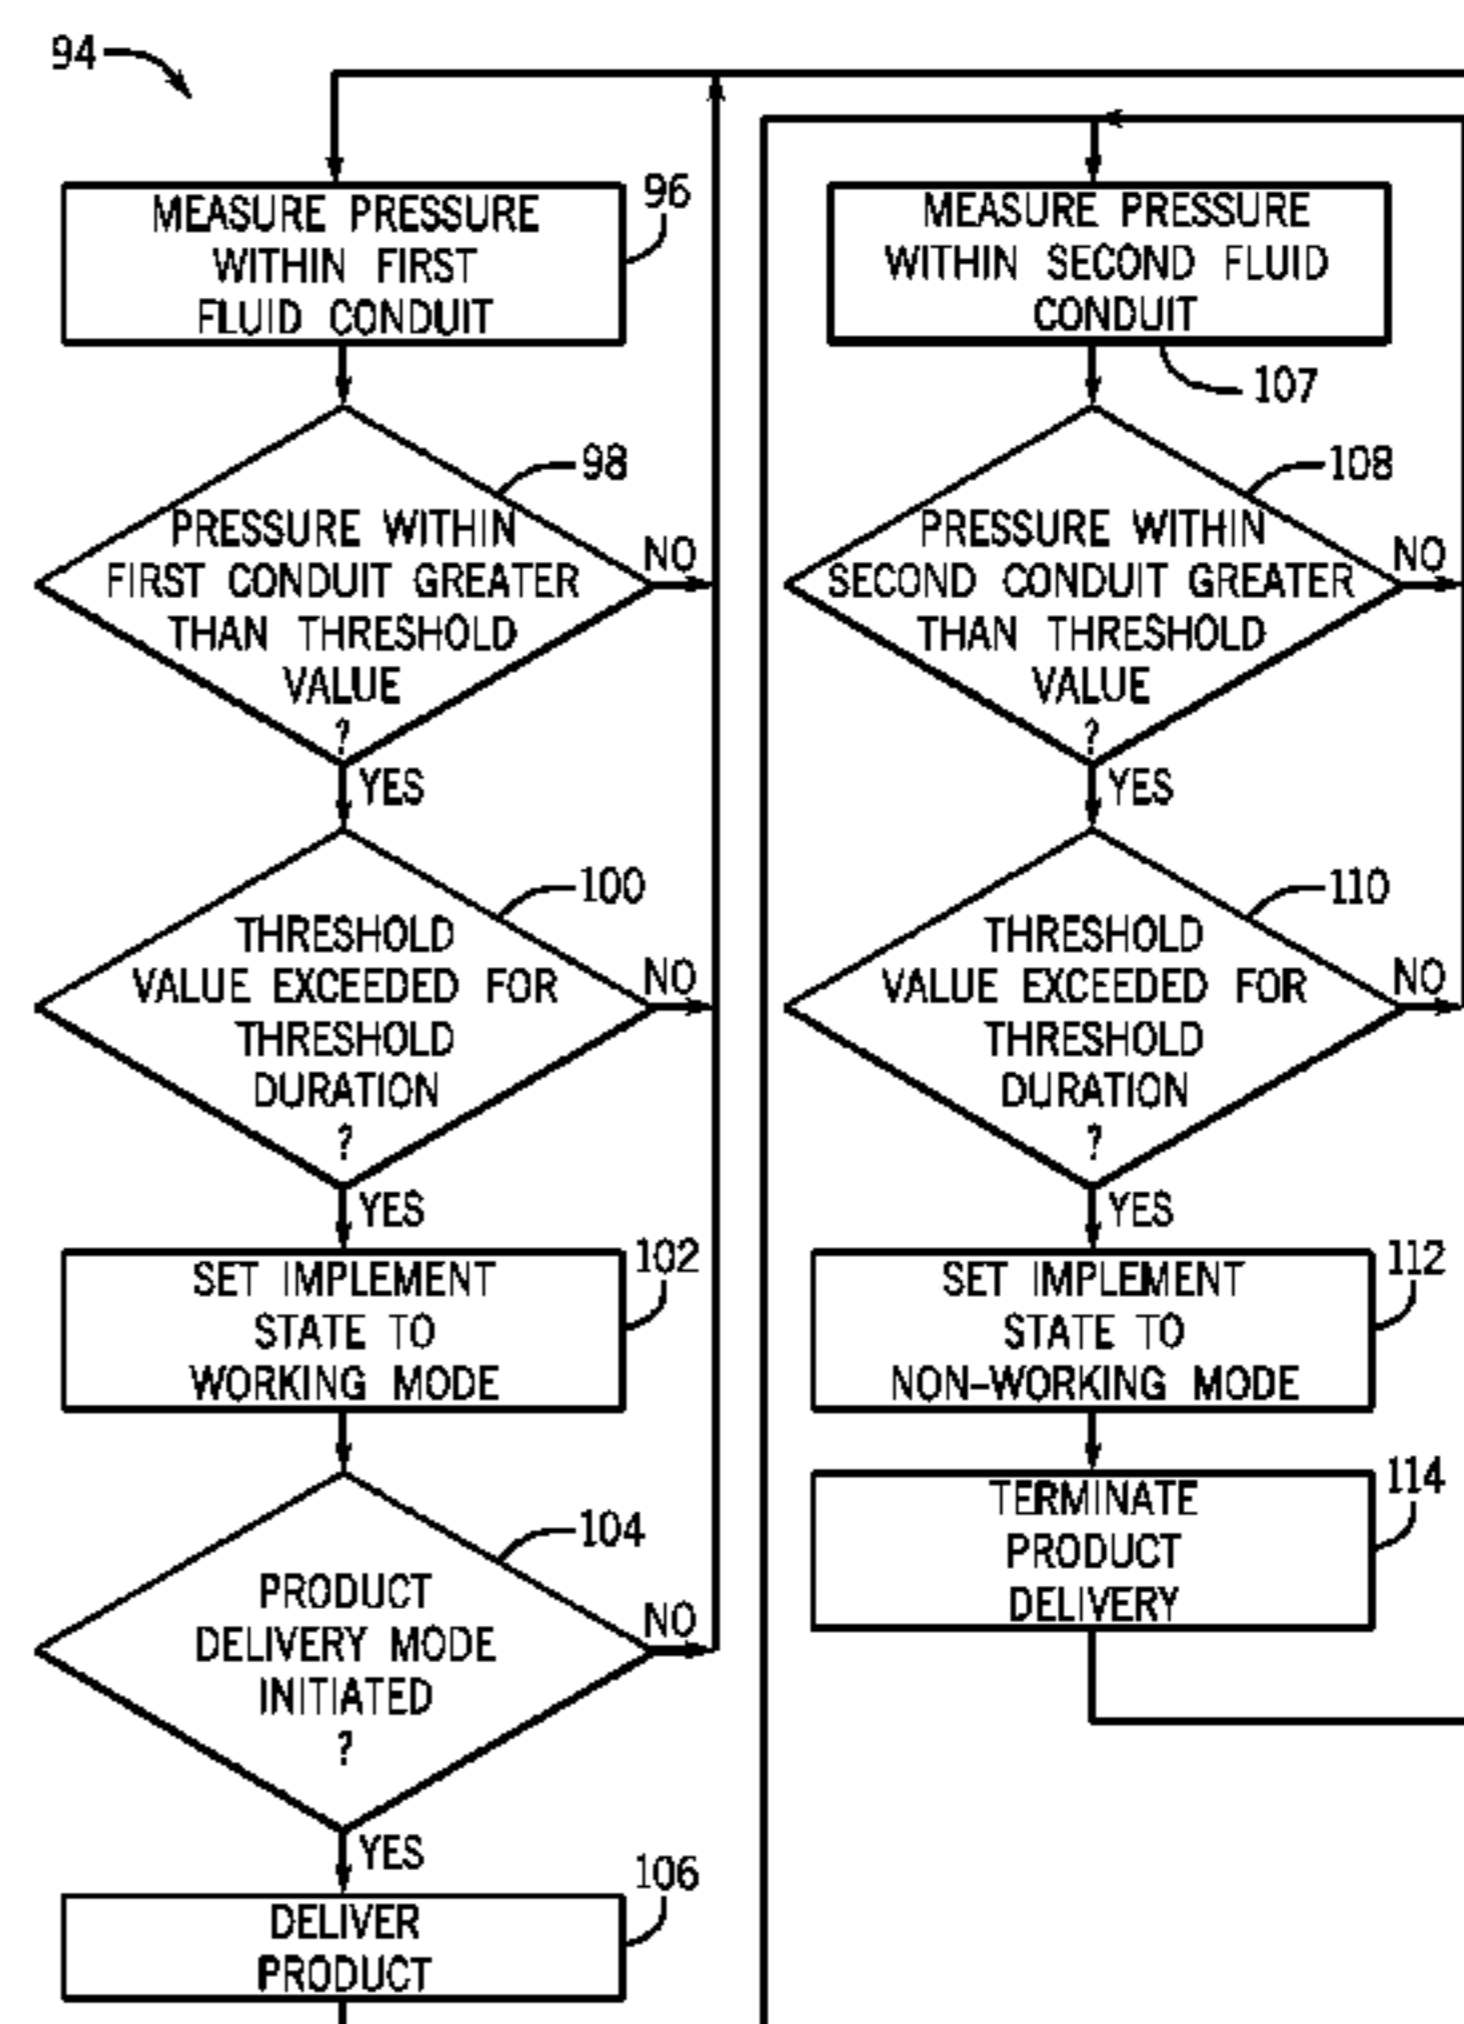 94
MEASURE PRESSURE
WITHIN FIRST
FLUID CONDUIT
96
PRESSURE WITHIN
FIRST CONDUIT GREATER
THAN THRESHOLD
VALUE
?
98
NO
YES
THRESHOLD
VALUE EXCEEDED FOR
THRESHOLD
DURATION
?
100
NO
YES
SET IMPLEMENT
STATE TO
WORKING MODE
102
PRODUCT
DELIVERY MODE
INITIATED
?
104
NO
YES
DELIVER
PRODUCT
106
MEASURE PRESSURE
WITHIN SECOND FLUID
CONDUIT
107
PRESSURE WITHIN
SECOND CONDUIT GREATER
THAN THRESHOLD
VALUE
?
108
NO
YES
THRESHOLD
VALUE EXCEEDED FOR
THRESHOLD
DURATION
?
110
NO
YES
SET IMPLEMENT
STATE TO
NON-WORKING MODE
112
TERMINATE
PRODUCT
DELIVERY
114